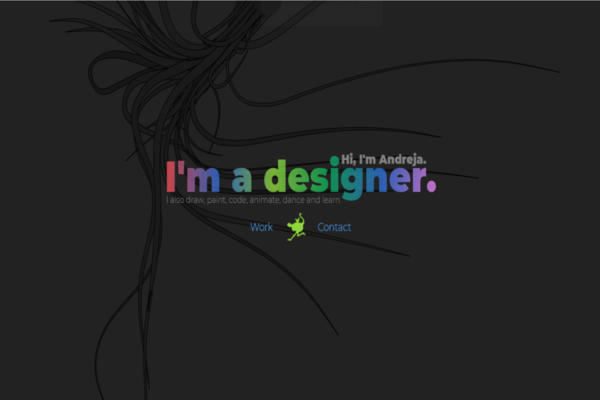 Hi, I'm Andreja.
I'm a designer.
I also draw, paint, code, animate, dance and learn.
Work Contact